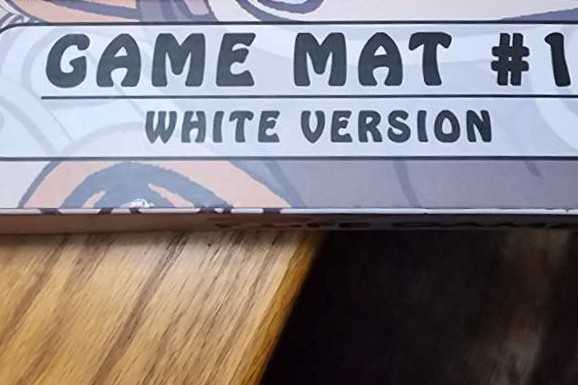 GAME MAT #1
WHITE VERSION